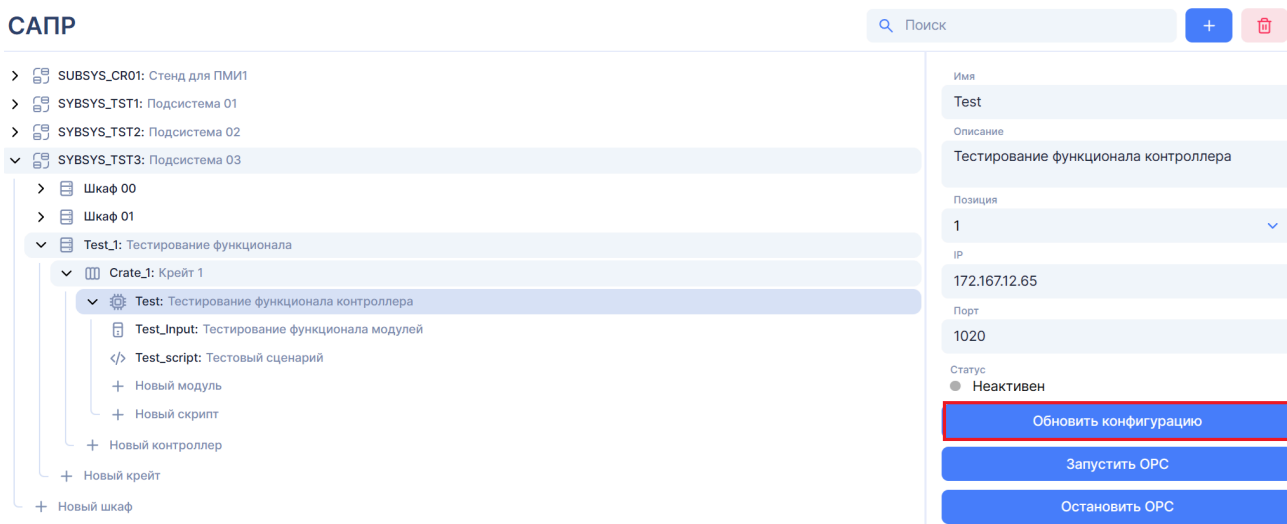 САПР
Поиск
SUBSYS_CR01: Стенд для ПМИ1
SYBSYS_TST1: Подсистема 01
SYBSYS_TST2: Подсистема 02
SYBSYS_TST3: Подсистема 03
Шкаф 00
Шкаф 01
Test_1: Тестирование функционала
Crate_1: Крейт 1
Test: Тестирование функционала контроллера
Test_Input: Тестирование функционала модулей
Test_script: Тестовый сценарий
Новый модуль
Новый скрипт
Новый контроллер
Новый крейт
Новый шкаф
Имя
Test
Описание
Тестирование функционала контроллера
Позиция
1
IP
172.167.12.65
Порт
1020
Статус
Неактивен
Обновить конфигурацию
Запустить ОРС
Остановить ОРС